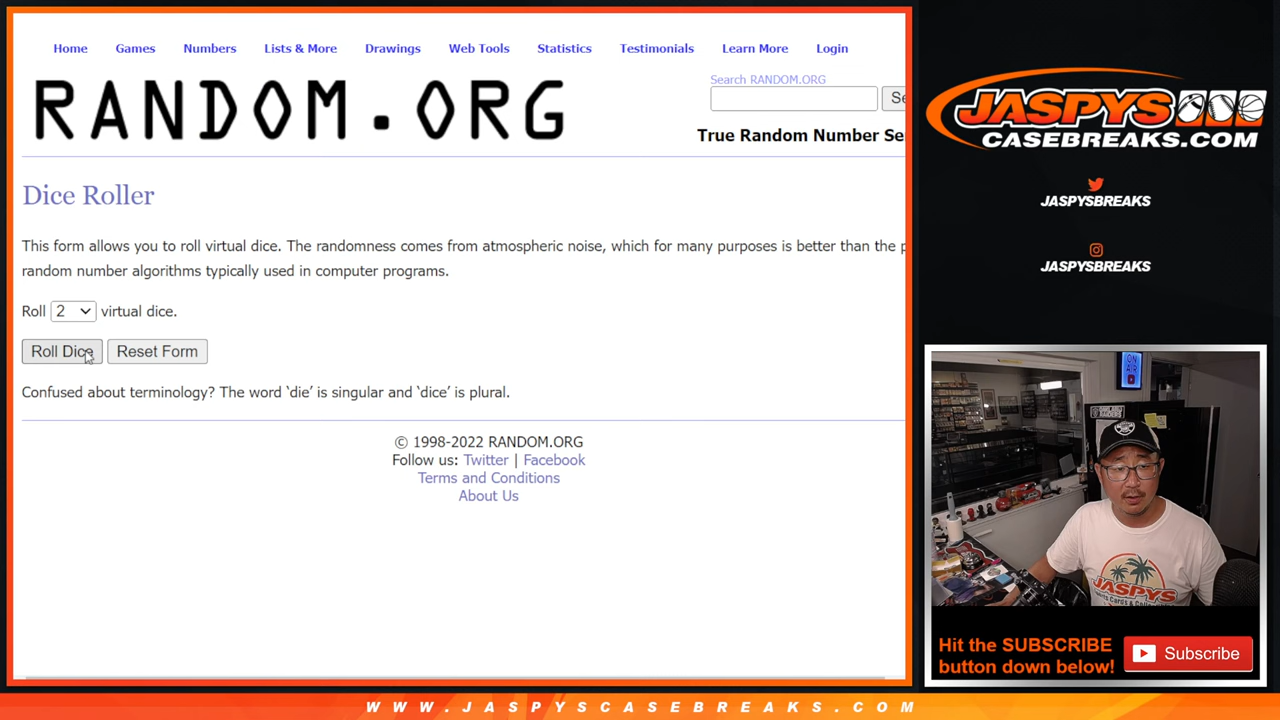 Home Games Numbers Lists & More Drawings Web Tools Statistics Testimonials Learn More Login
RANDOM.ORG
Search RANDOM.ORG
Se
True Random Number Se
Dice Roller
This form allows you to roll virtual dice. The randomness comes from atmospheric noise, which for many purposes is better than the p
random number algorithms typically used in computer programs.
Roll 2 virtual dice.
Roll Dice Reset Form
Confused about terminology? The word ‘die’ is singular and ‘dice’ is plural.
© 1998-2022 RANDOM.ORG
Follow us: Twitter | Facebook
Terms and Conditions
About Us
JASPYS
CASEBREAKS.COM
JASPYSBREAKS
JASPYSBREAKS
ON
AIR
JASPYS
Hit the SUBSCRIBE
button down below!
Subscribe
WWW.JASPYSCASEBREAKS.COM